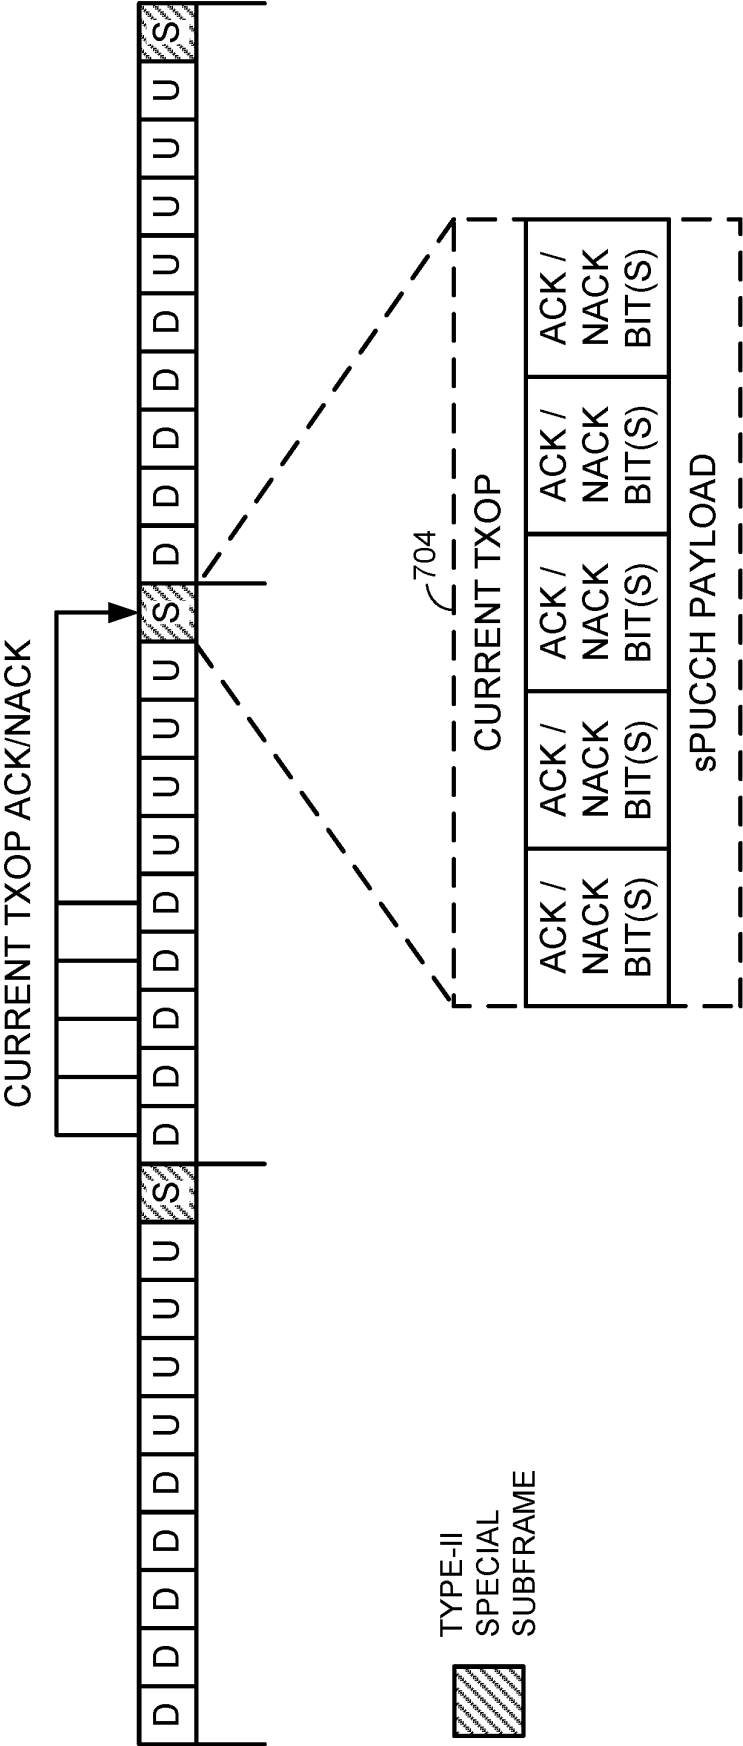 CURRENT TXOP ACK/NACK
D D D D D U U U U S D D D D D U U U U S D D D D D U U U U S
704
CURRENT TXOP
ACK / ACK / ACK / ACK / ACK /
NACK NACK NACK NACK NACK
BIT(S) BIT(S) BIT(S) BIT(S) BIT(S)
sPUCCH PAYLOAD
TYPE-II
SPECIAL
SUBFRAME